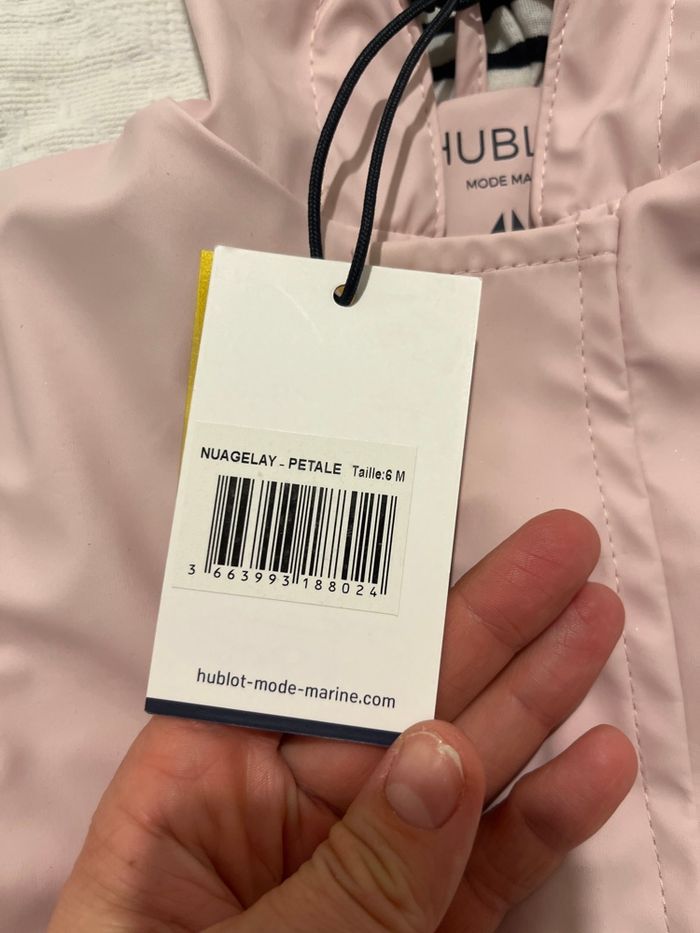 HUBL
MODE MA
NUAGELAY - PETALE Taille:6 M
3 663993 188024
hublot-mode-marine.com